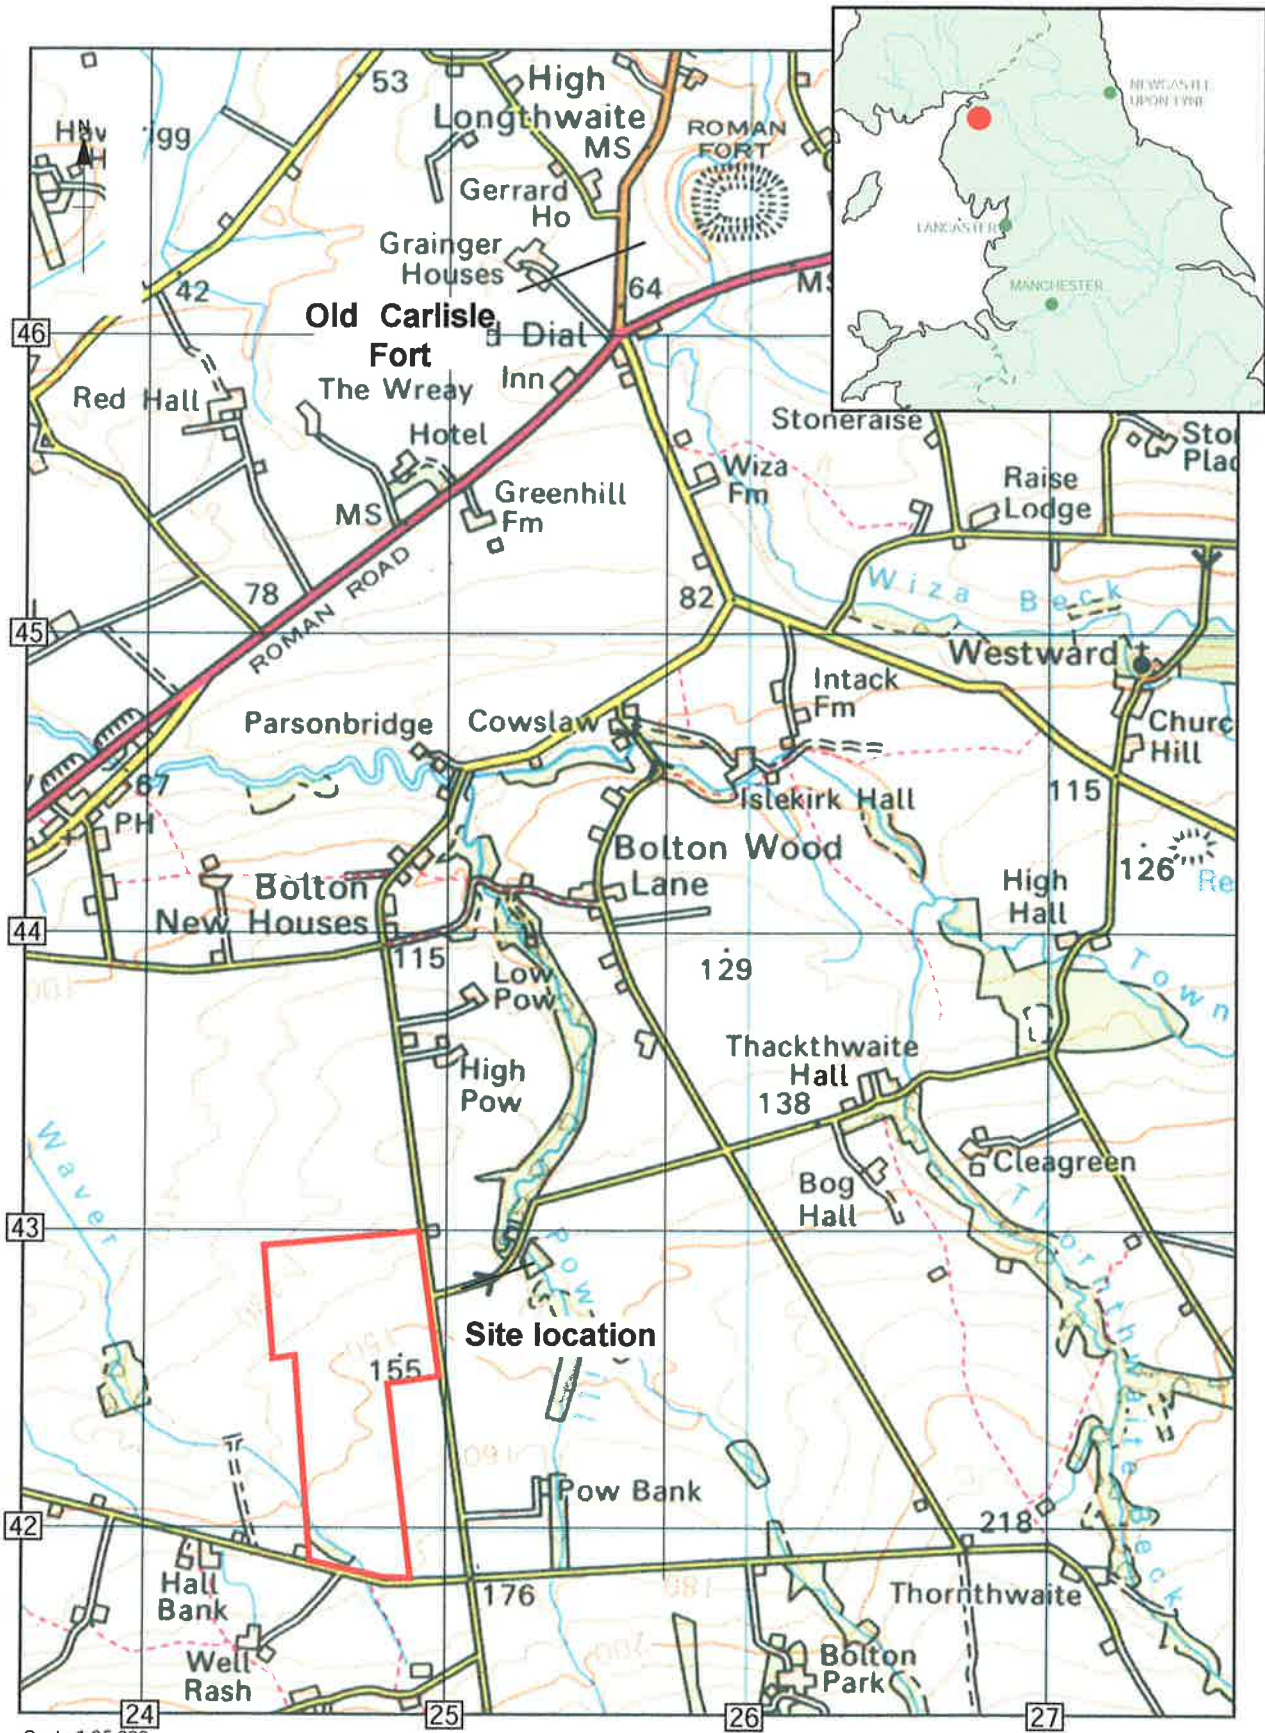 53
High
Longthwaite
MS
ROMAN
FORT
NEWCASTLE
UPON TYNE
LANCASTER
MANCHESTER
N
Gerrard
Ho
Grainger
Houses
42
64
46
Old Carlisle
Fort
Dial
Inn
The Wreay
Hotel
Red Hall
MS
Greenhill
Fm
Stoneraise
Wiza
Fm
Raise
Lodge
78
ROMAN ROAD
82
Wiza Beck
45
Westward
Intack
Fm
Parsonbridge
Cowslaw
Churc
Hill
67
PH
Islekirk Hall
115
Bolton Wood
Lane
126
Bolton
New Houses
High
Hall
44
115
129
Low
Pow
Town
High
Pow
Thackthwaite
Hall
138
Waver
Cleagreen
Bog
Hall
43
Pow
Thornthwaite Beck
Site location
155
Pow Bank
42
218
Hall
Bank
176
180
Thornthwaite
Well
Rash
Bolton
Park
24
25
26
27